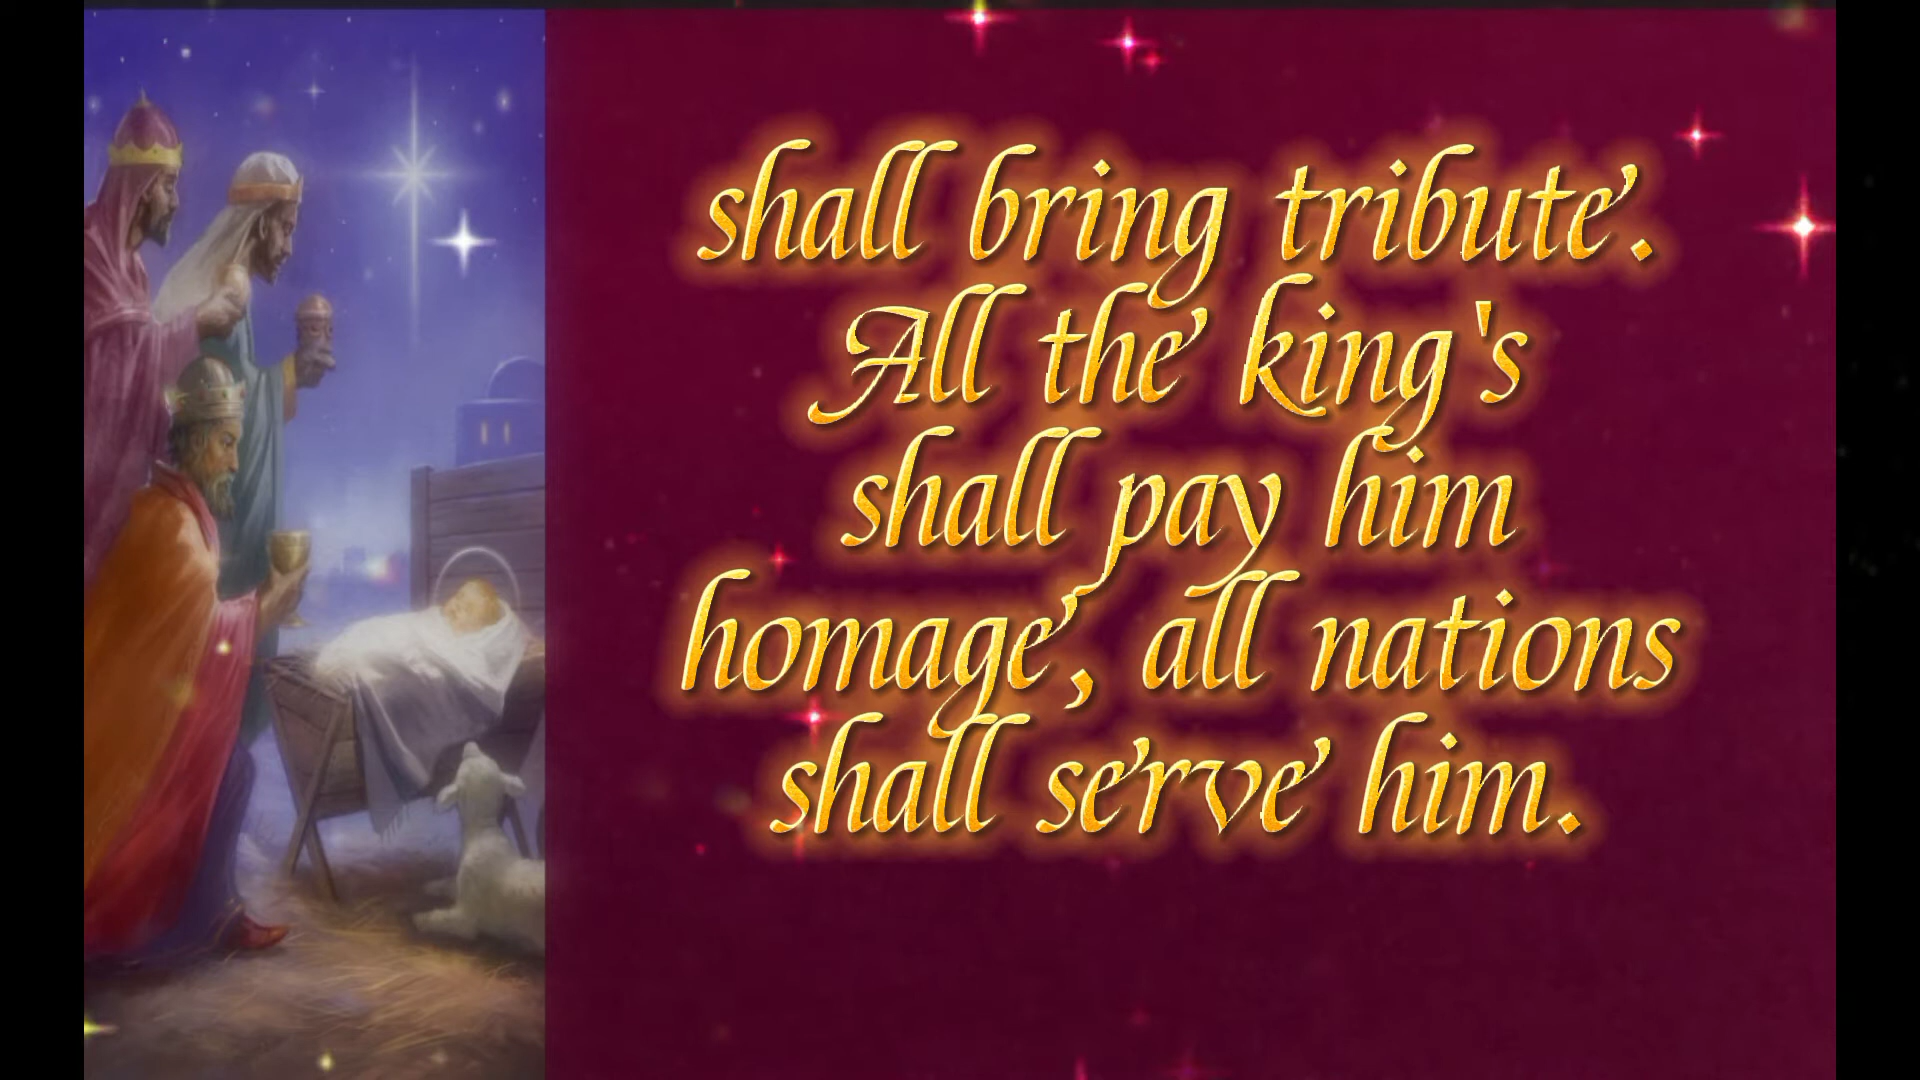 shall bring tribute.
All the king's
shall pay him
homage, all nations
shall serve him.